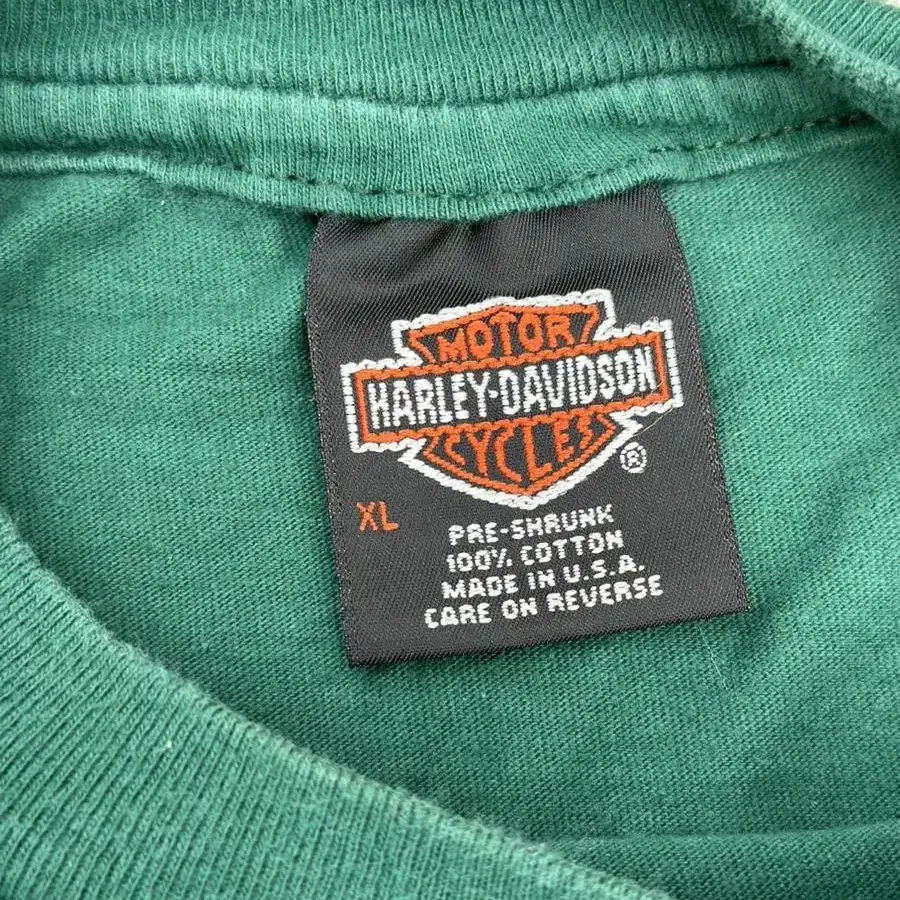 MOTOR
HARLEY-DAVIDSON
CYCLES
®
XL
PRE-SHRUNK
100% COTTON
MADE IN U.S.A.
CARE ON REVERSE